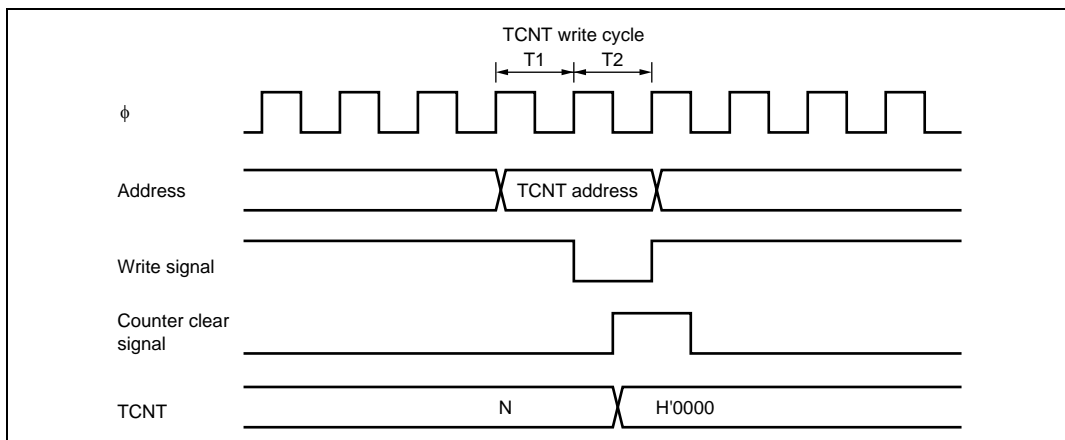 TCNT write cycle
T1 T2
ϕ
Address
TCNT address
Write signal
Counter clear
signal
TCNT
N
H'0000